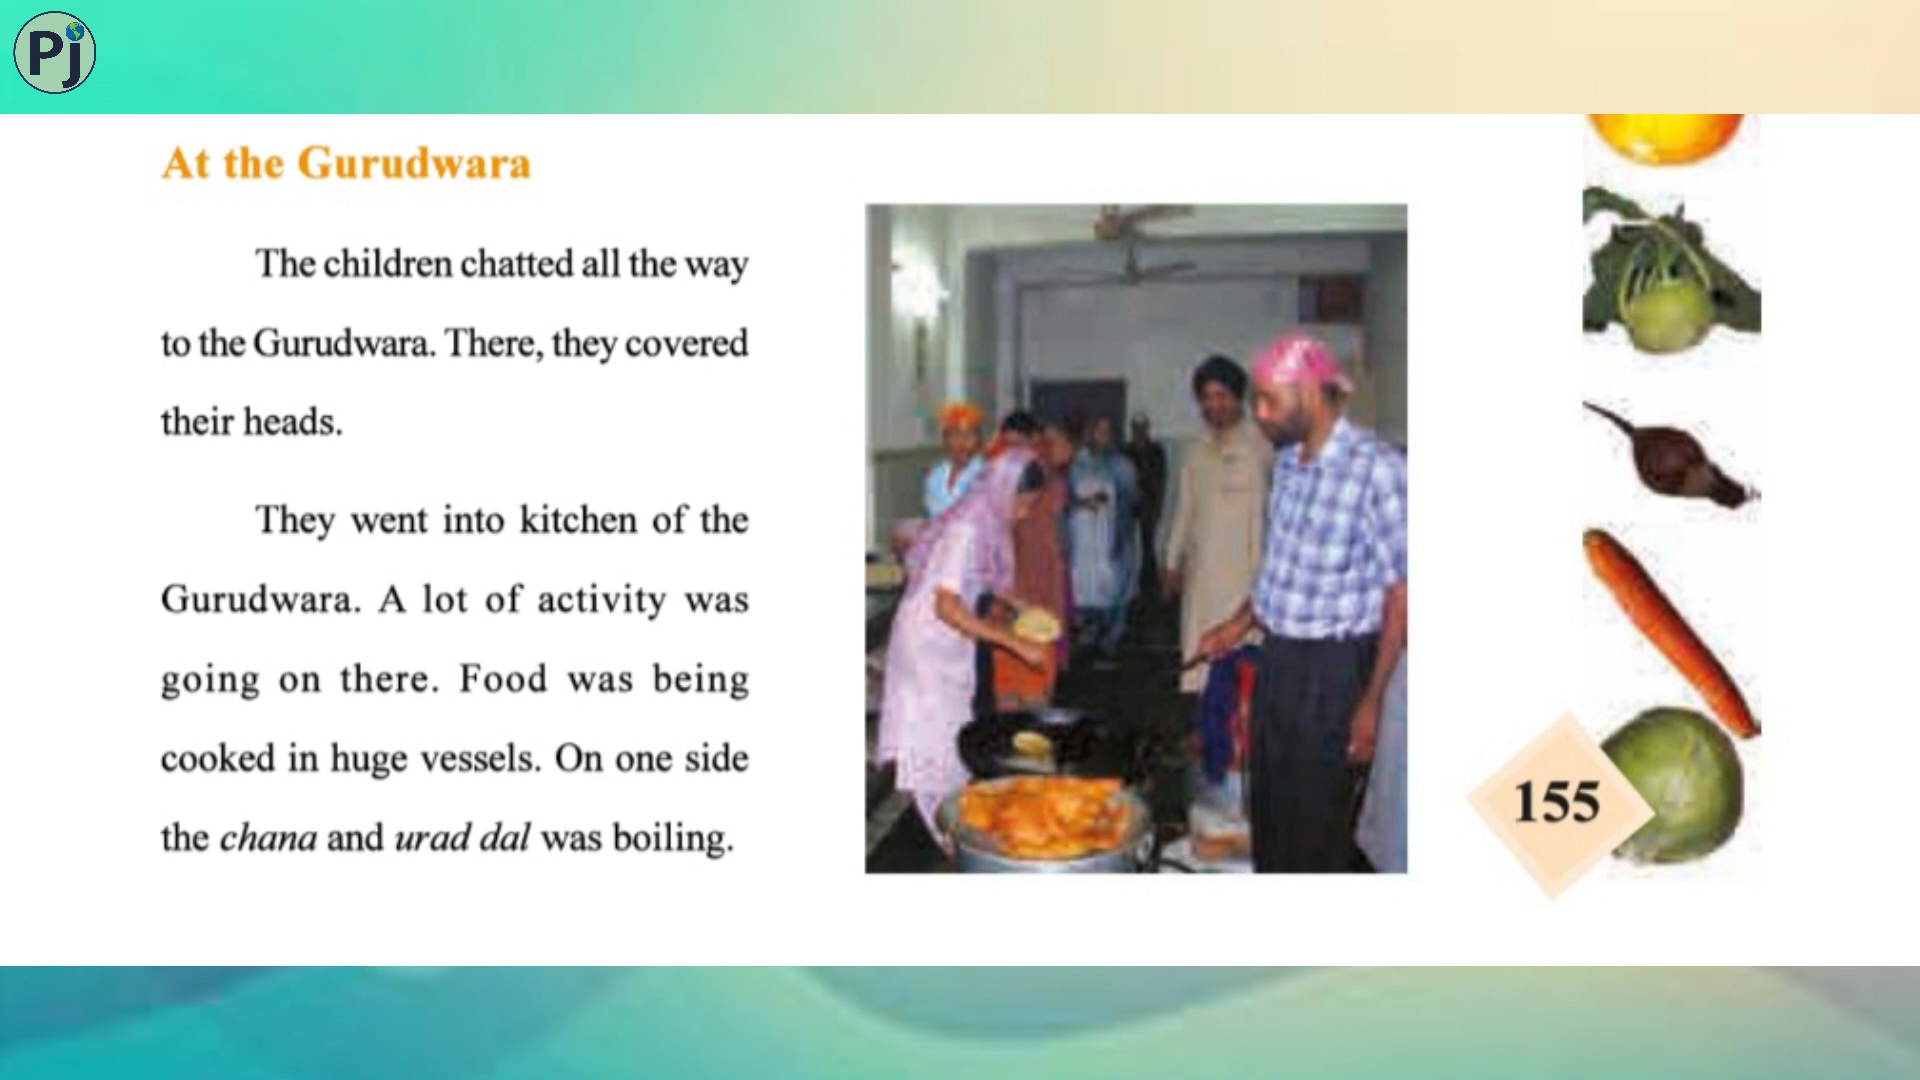 Pj
At the Gurudwara
The children chatted all the way
to the Gurudwara. There, they covered
their heads.
They went into kitchen of the
Gurudwara. A lot of activity was
going on there. Food was being
cooked in huge vessels. On one side
the chana and urad dal was boiling.
155